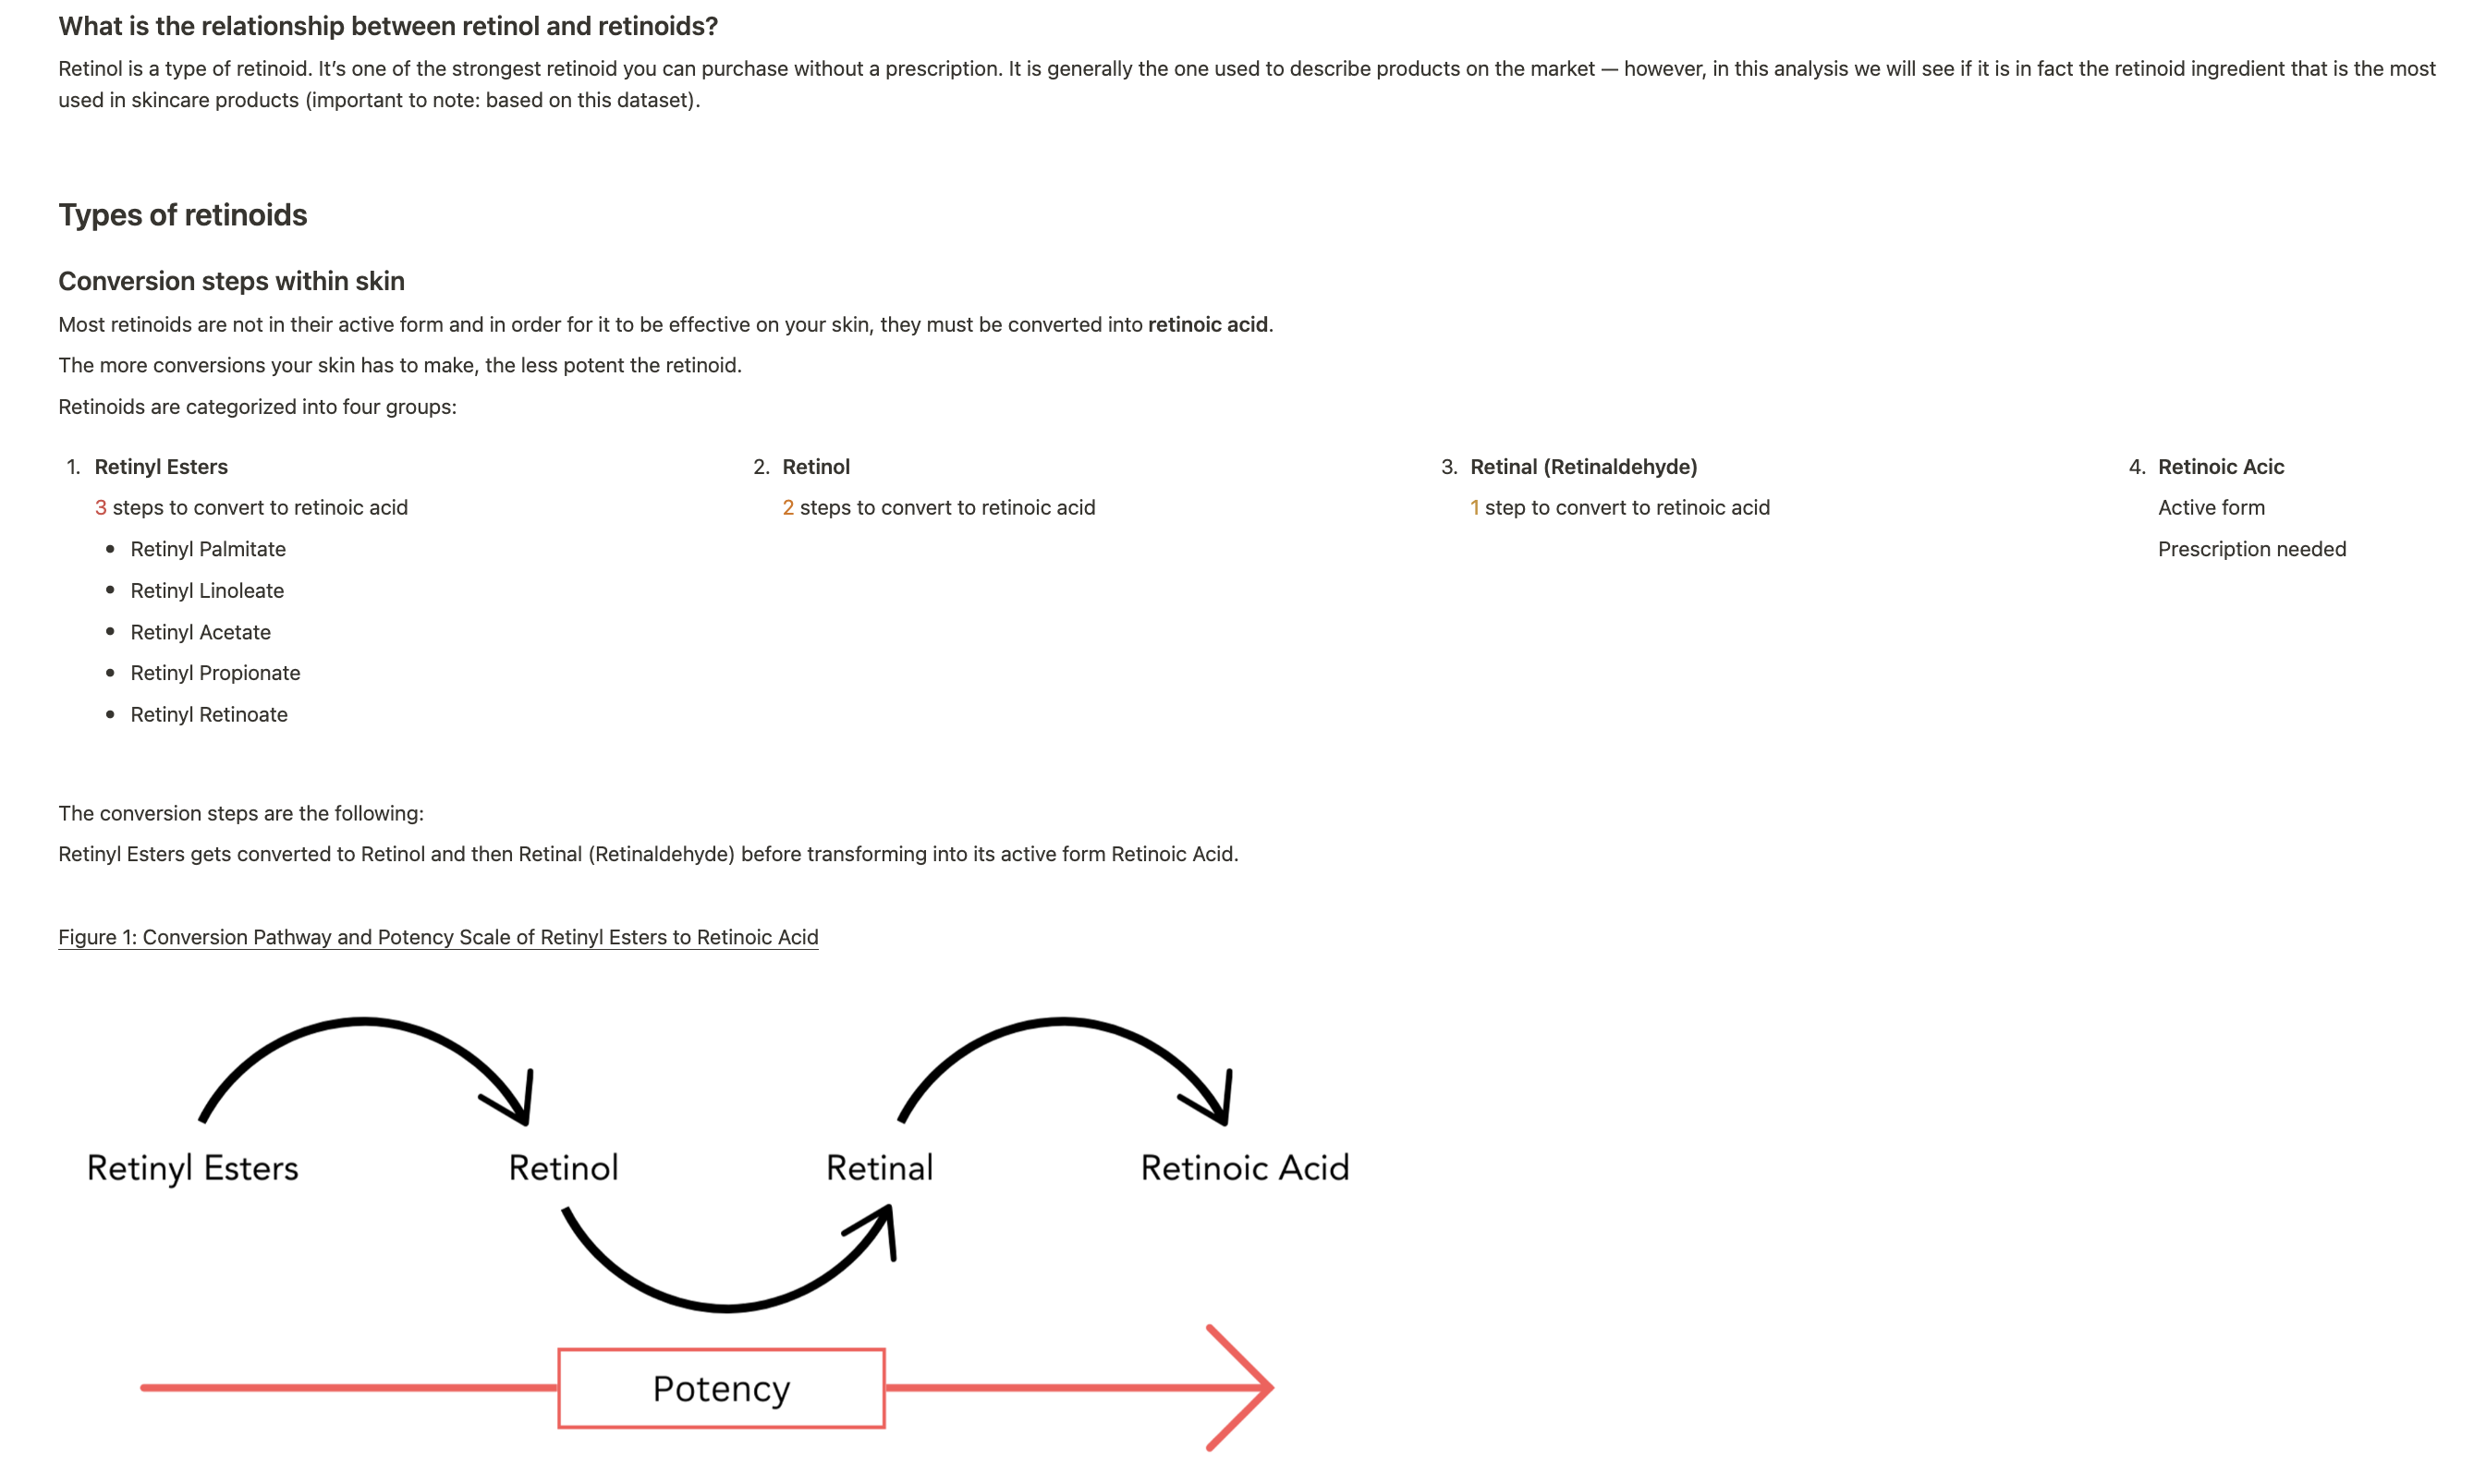 What is the relationship between retinol and retinoids?
Retinol is a type of retinoid. It’s one of the strongest retinoid you can purchase without a prescription. It is generally the one used to describe products on the market — however, in this analysis we will see if it is in fact the retinoid ingredient that is the most
used in skincare products (important to note: based on this dataset).
Types of retinoids
Conversion steps within skin
Most retinoids are not in their active form and in order for it to be effective on your skin, they must be converted into retinoic acid.
The more conversions your skin has to make, the less potent the retinoid.
Retinoids are categorized into four groups:
1. Retinyl Esters
3 steps to convert to retinoic acid
• Retinyl Palmitate
• Retinyl Linoleate
• Retinyl Acetate
• Retinyl Propionate
• Retinyl Retinoate
2. Retinol
2 steps to convert to retinoic acid
3. Retinal (Retinaldehyde)
1 step to convert to retinoic acid
4. Retinoic Acic
Active form
Prescription needed
The conversion steps are the following:
Retinyl Esters gets converted to Retinol and then Retinal (Retinaldehyde) before transforming into its active form Retinoic Acid.
Figure 1: Conversion Pathway and Potency Scale of Retinyl Esters to Retinoic Acid
Retinyl Esters
Retinol
Retinal
Retinoic Acid
Potency